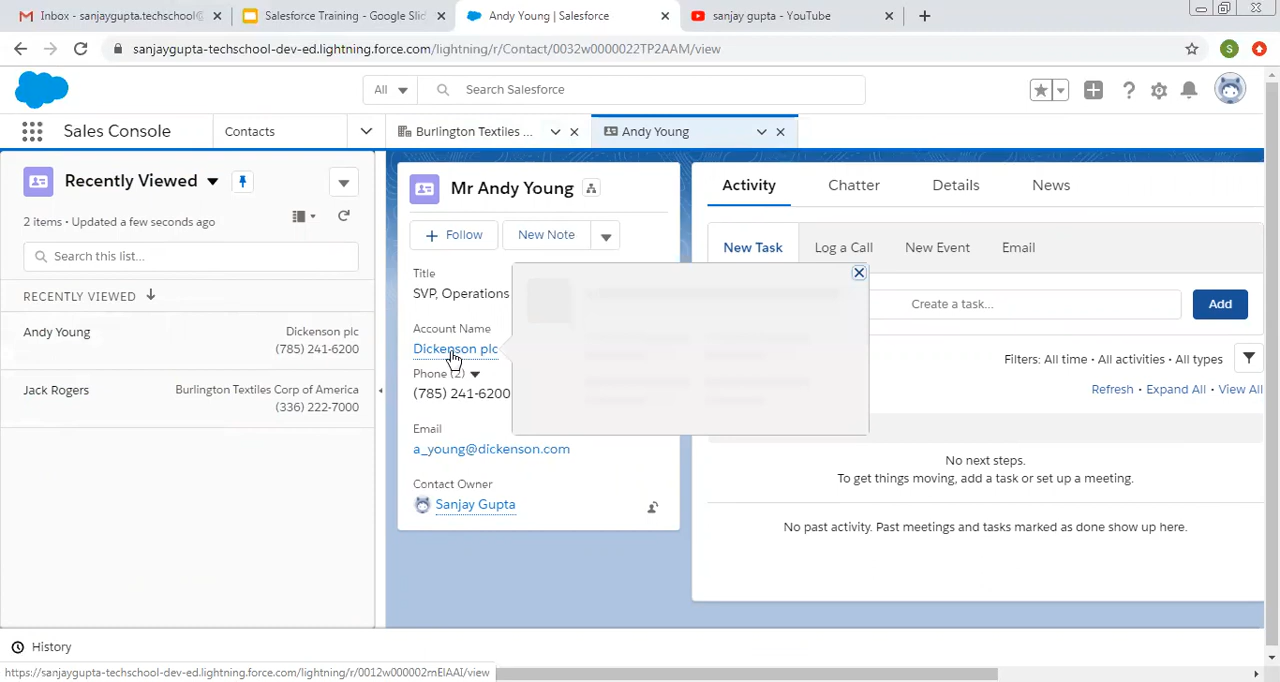 Inbox - sanjaygupta.techschool@
Salesforce Training - Google Slid
Andy Young | Salesforce
sanjay gupta - YouTube
sanjaygupta-techschool-dev-ed.lightning.force.com/lightning/r/Contact/0032w0000022TP2AAM/view
S
All
Search Salesforce
Sales Console
Contacts
Burlington Textiles ...
Andy Young
Recently Viewed
2 items • Updated a few seconds ago
Search this list...
RECENTLY VIEWED
Andy Young
Dickenson plc
(785) 241-6200
Jack Rogers
Burlington Textiles Corp of America
(336) 222-7000
Mr Andy Young
Follow
New Note
Title
SVP, Operations
Account Name
Dickenson plc
Phone (2)
(785) 241-6200
Email
a_young@dickenson.com
Contact Owner
Sanjay Gupta
Activity
Chatter
Details
News
New Task
Log a Call
New Event
Email
Create a task...
Add
Filters: All time • All activities • All types
Refresh • Expand All • View All
No next steps.
To get things moving, add a task or set up a meeting.
No past activity. Past meetings and tasks marked as done show up here.
History
https://sanjaygupta-techschool-dev-ed.lightning.force.com/lightning/r/0012w000002mElAAI/view